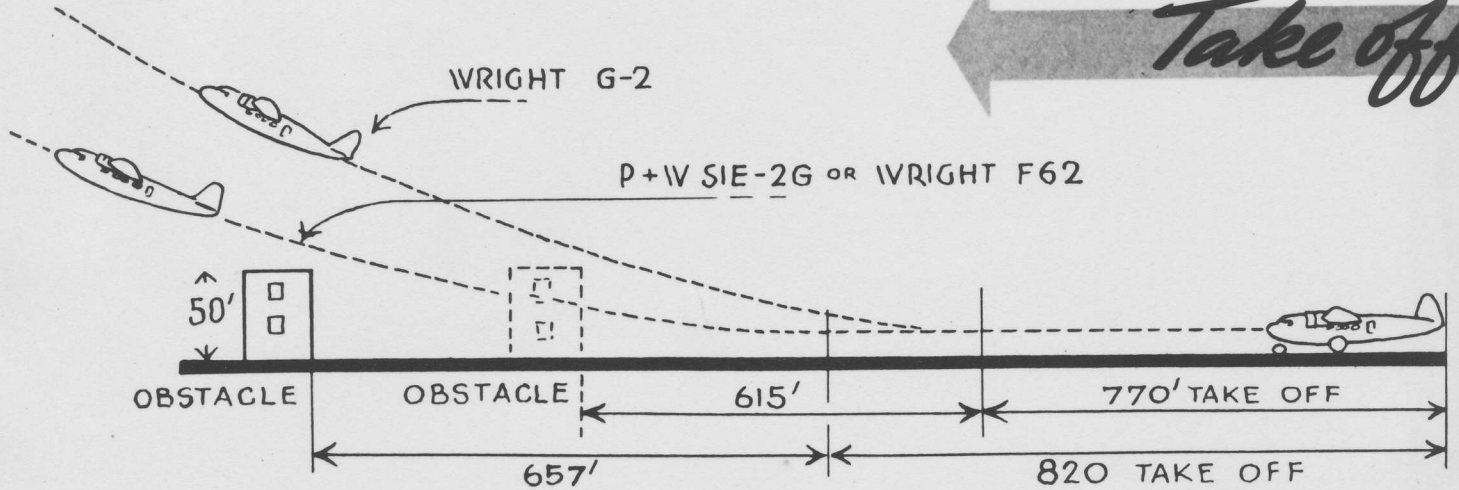 Take off
WRIGHT G-2
P+W SIE-2G OR WRIGHT F62
50'
OBSTACLE
OBSTACLE
615'
770' TAKE OFF
657'
820 TAKE OFF